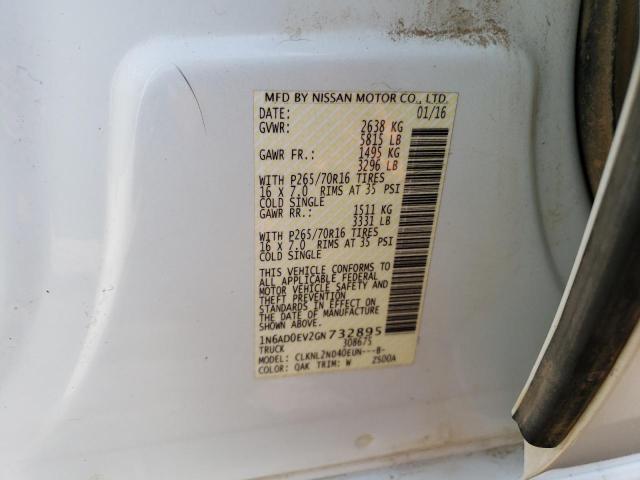 MFD BY NISSAN MOTOR CO., LTD.
DATE: 01/16
GVWR: 2638 KG
5815 LB
GAWR FR.: 1495 KG
3296 LB
WITH P265/70R16 TIRES
16 X 7.0 RIMS AT 35 PSI
COLD SINGLE
GAWR RR.: 1511 KG
3331 LB
WITH P265/70R16 TIRES
16 X 7.0 RIMS AT 35 PSI
COLD SINGLE
THIS VEHICLE CONFORMS TO
ALL APPLICABLE FEDERAL
MOTOR VEHICLE SAFETY AND
THEFT PREVENTION
STANDARDS IN EFFECT ON
THE DATE OF MANUFACTURE
1N6AD0EV2GN732895
TRUCK 308675
MODEL: CLKNL2N040EUN---B-
COLOR: QAK TRIM: W 2500A